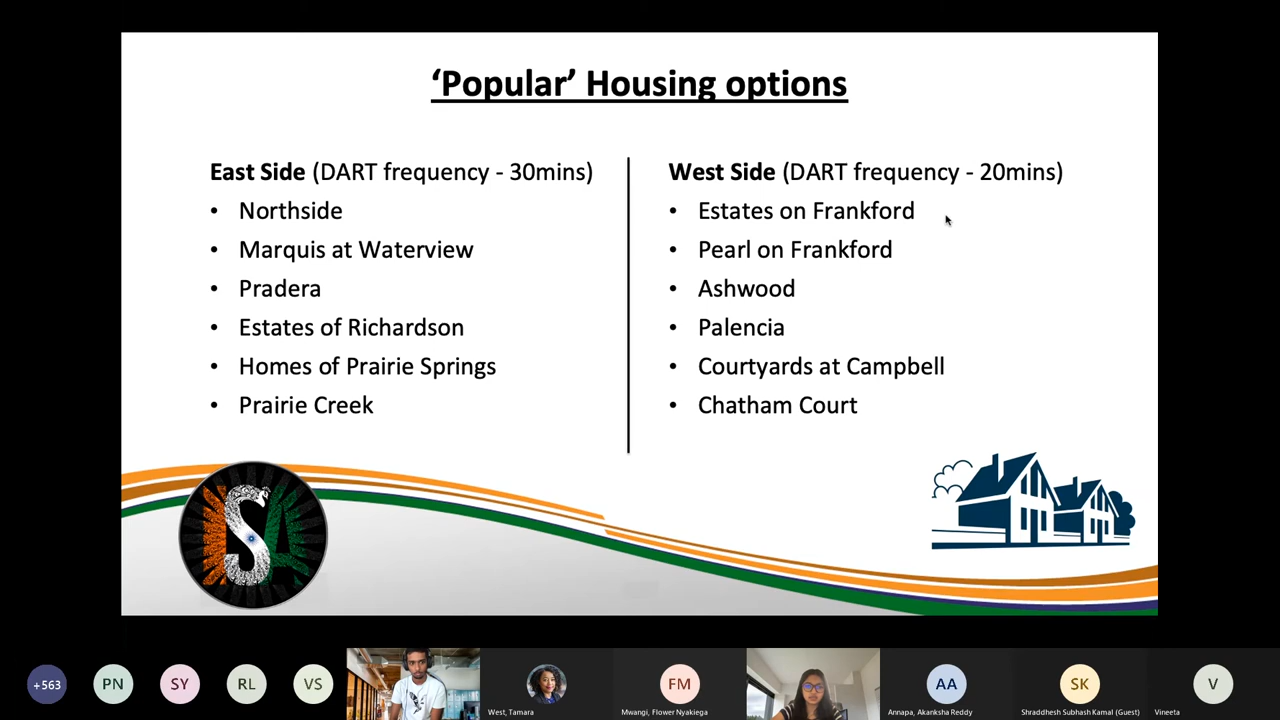 ‘Popular’ Housing options
East Side (DART frequency - 30mins)
• Northside
• Marquis at Waterview
• Pradera
• Estates of Richardson
• Homes of Prairie Springs
• Prairie Creek
West Side (DART frequency - 20mins)
• Estates on Frankford
• Pearl on Frankford
• Ashwood
• Palencia
• Courtyards at Campbell
• Chatham Court
ISA
+563
PN
SY
RL
VS
West, Tamara
FM
Mwangi, Flower Nyakiega
AA
Annapa, Akanksha Reddy
SK
Shraddhesh Subhash Kamal (Guest)
V
Vineeta